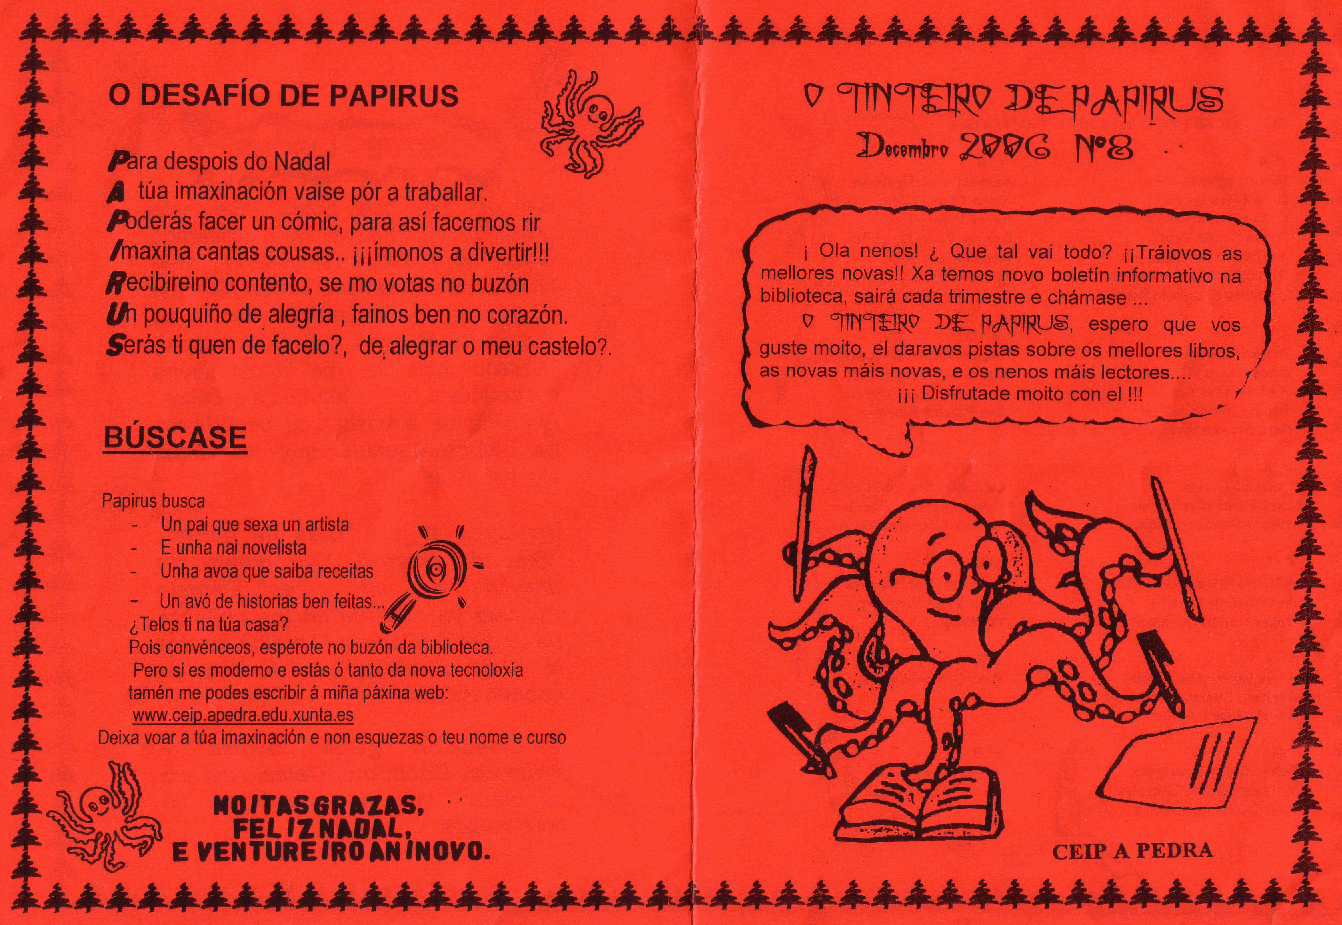 O DESAFÍO DE PAPIRUS
Para despois do Nadal
A túa imaxinación vaise pór a traballar.
Poderás facer un cómic, para así facernos rir
Imaxina cantas cousas.. ¡¡¡ímonos a divertir!!!
Recibireino contento, se mo votas no buzón
Un pouquiño de alegría , fainos ben no corazón.
Serás ti quen de facelo?, de alegrar o meu castelo?.
BÚSCASE
Papirus busca
- Un pai que sexa un artista
- E unha nai novelista
- Unha avoa que saiba receitas
- Un avó de historias ben feitas...
¿Telos ti na túa casa?
Pois convénceos, espérote no buzón da biblioteca.
Pero si es moderno e estás ó tanto da nova tecnoloxía
tamén me podes escribir á miña páxina web:
www.ceip.apedra.edu.xunta.es
Deixa voar a túa imaxinación e non esquezas o teu nome e curso
MOITAS GRAZAS,
FELIZ NADAL,
E VENTUREIRO ANINOVO.
O TINTEIRO DE PAPIRUS
Decembro 2006 Nº8
¡ Ola nenos! ¿ Que tal vai todo? ¡¡Tráiovos as
mellores novas!! Xa temos novo boletín informativo na
biblioteca, sairá cada trimestre e chámase ...
O TINTEIRO DE PAPIRUS, espero que vos
guste moito, el daravos pistas sobre os mellores libros,
as novas máis novas, e os nenos máis lectores....
¡¡¡ Disfrutade moito con el !!!
CEIP A PEDRA